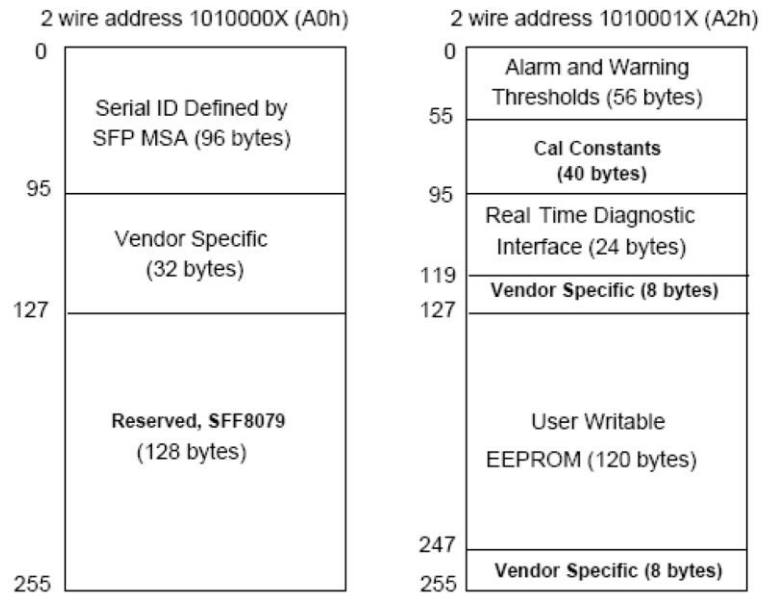 2 wire address 1010000X (A0h)
0
Serial ID Defined by
SFP MSA (96 bytes)
95
Vendor Specific
(32 bytes)
127
Reserved, SFF8079
(128 bytes)
255
2 wire address 1010001X (A2h)
0
Alarm and Warning
Thresholds (56 bytes)
55
Cal Constants
(40 bytes)
95
Real Time Diagnostic
Interface (24 bytes)
119
Vendor Specific (8 bytes)
127
User Writable
EEPROM (120 bytes)
247
Vendor Specific (8 bytes)
255